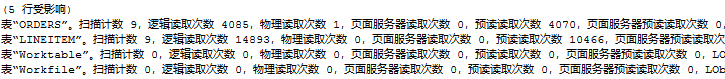 (5 行受影响)
表“ORDERS”。扫描计数 9，逻辑读取次数 4085，物理读取次数 1，页面服务器读取次数 0，预读读取次数 4070，页面服务器预读读取次数 0，
表“LINEITEM”。扫描计数 9，逻辑读取次数 14893，物理读取次数 0，页面服务器读取次数 0，预读读取次数 10466，页面服务器预读读取次
表“Worktable”。扫描计数 0，逻辑读取次数 0，物理读取次数 0，页面服务器读取次数 0，预读读取次数 0，页面服务器预读读取次数 0，LO
表“Workfile”。扫描计数 0，逻辑读取次数 0，物理读取次数 0，页面服务器读取次数 0，预读读取次数 0，页面服务器预读读取次数 0，LOB